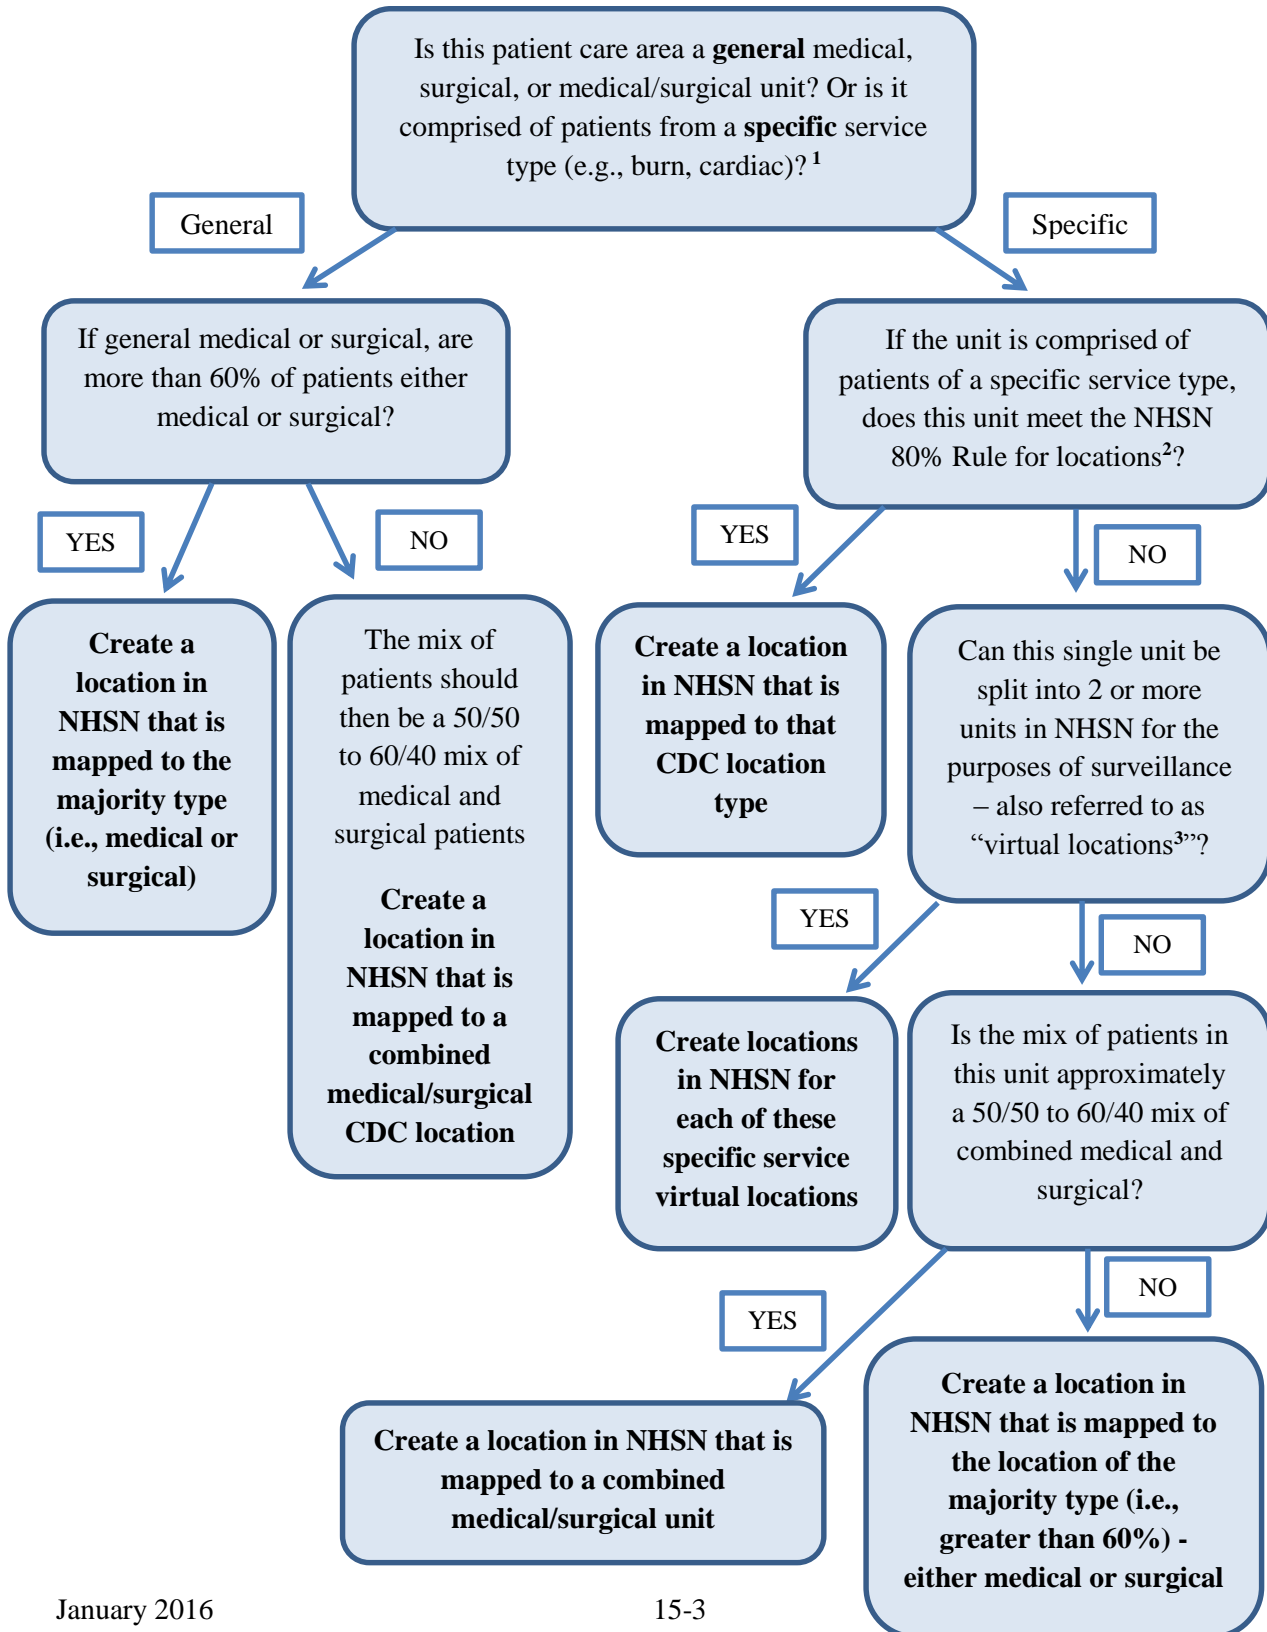 Is this patient care area a general medical,
surgical, or medical/surgical unit? Or is it
comprised of patients from a specific service
type (e.g., burn, cardiac)? 1
General
Specific
If general medical or surgical, are
more than 60% of patients either
medical or surgical?
If the unit is comprised of
patients of a specific service type,
does this unit meet the NHSN
80% Rule for locations2?
YES
NO
YES
NO
Create a
location in
NHSN that is
mapped to the
majority type
(i.e., medical or
surgical)
The mix of
patients should
then be a 50/50
to 60/40 mix of
medical and
surgical patients
Create a
location in
NHSN that is
mapped to a
combined
medical/surgical
CDC location
Create a location
in NHSN that is
mapped to that
CDC location
type
Can this single unit be
split into 2 or more
units in NHSN for the
purposes of surveillance
– also referred to as
“virtual locations3”?
YES
NO
Create locations
in NHSN for
each of these
specific service
virtual locations
Is the mix of patients in
this unit approximately
a 50/50 to 60/40 mix of
combined medical and
surgical?
YES
NO
Create a location in NHSN that is
mapped to a combined
medical/surgical unit
Create a location in
NHSN that is mapped to
the location of the
majority type (i.e.,
greater than 60%) -
either medical or surgical
January 2016
15-3